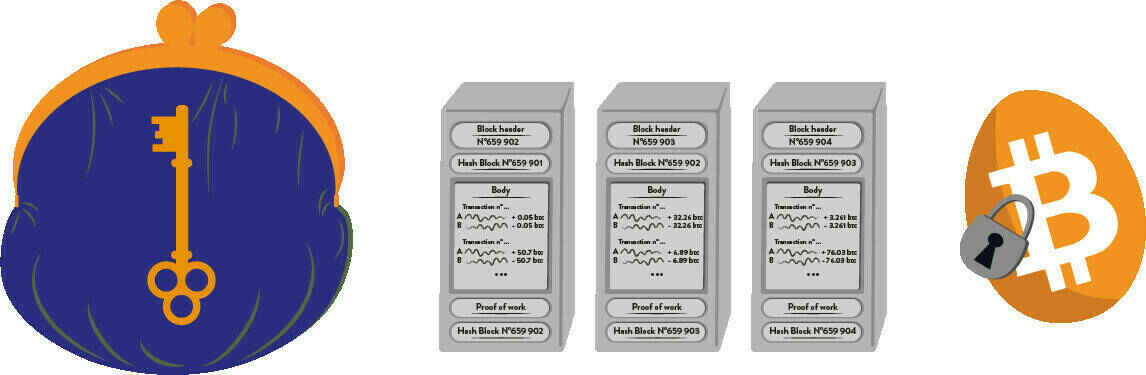 Block header
N°659 902
Hash Block N°659 901
Body
Transaction n° ...
A + 0.05 btc
B - 0.05 btc
Transaction n° ...
A + 50.7 btc
B - 50.7 btc
...
Proof of work
Hash Block N°659 902
Block header
N°659 903
Hash Block N°659 902
Body
Transaction n° ...
A + 32.26 btc
B - 32.26 btc
Transaction n° ...
A + 6.89 btc
B - 6.89 btc
...
Proof of work
Hash Block N°659 903
Block header
N°659 904
Hash Block N°659 903
Body
Transaction n° ...
A + 3.261 btc
B - 3.261 btc
Transaction n° ...
A +76.03 btc
B -76.03 btc
...
Proof of work
Hash Block N°659 904